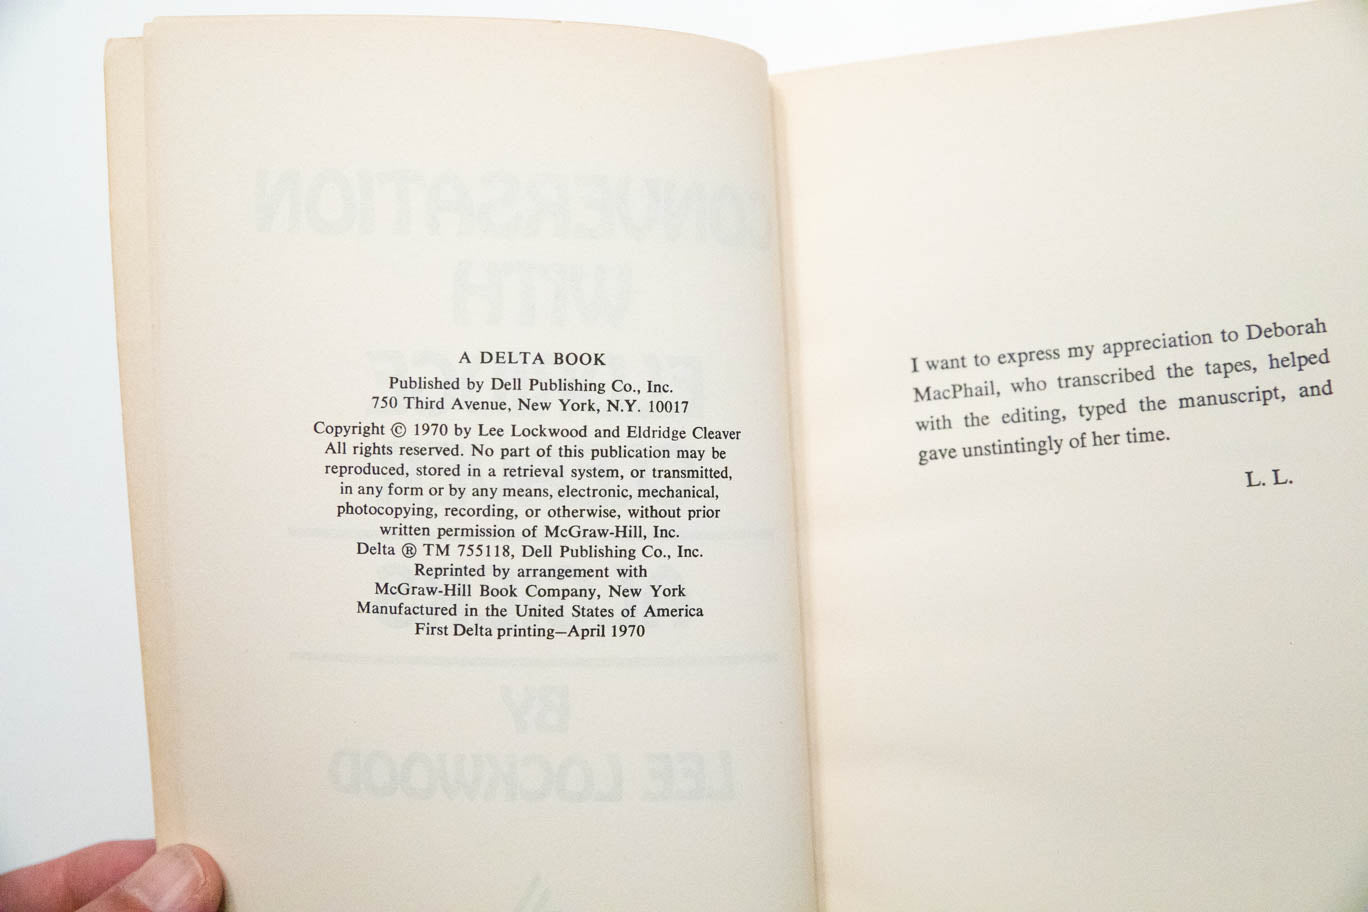 A DELTA BOOK
Published by Dell Publishing Co., Inc.
750 Third Avenue, New York, N.Y. 10017
Copyright © 1970 by Lee Lockwood and Eldridge Cleaver
All rights reserved. No part of this publication may be
reproduced, stored in a retrieval system, or transmitted,
in any form or by any means, electronic, mechanical,
photocopying, recording, or otherwise, without prior
written permission of McGraw-Hill, Inc.
Delta ® TM 755118, Dell Publishing Co., Inc.
Reprinted by arrangement with
McGraw-Hill Book Company, New York
Manufactured in the United States of America
First Delta printing—April 1970
CONVERSATION
WITH
BY
LEE LOCKWOOD
I want to express my appreciation to Deborah
MacPhail, who transcribed the tapes, helped
with the editing, typed the manuscript, and
gave unstintingly of her time.
L. L.